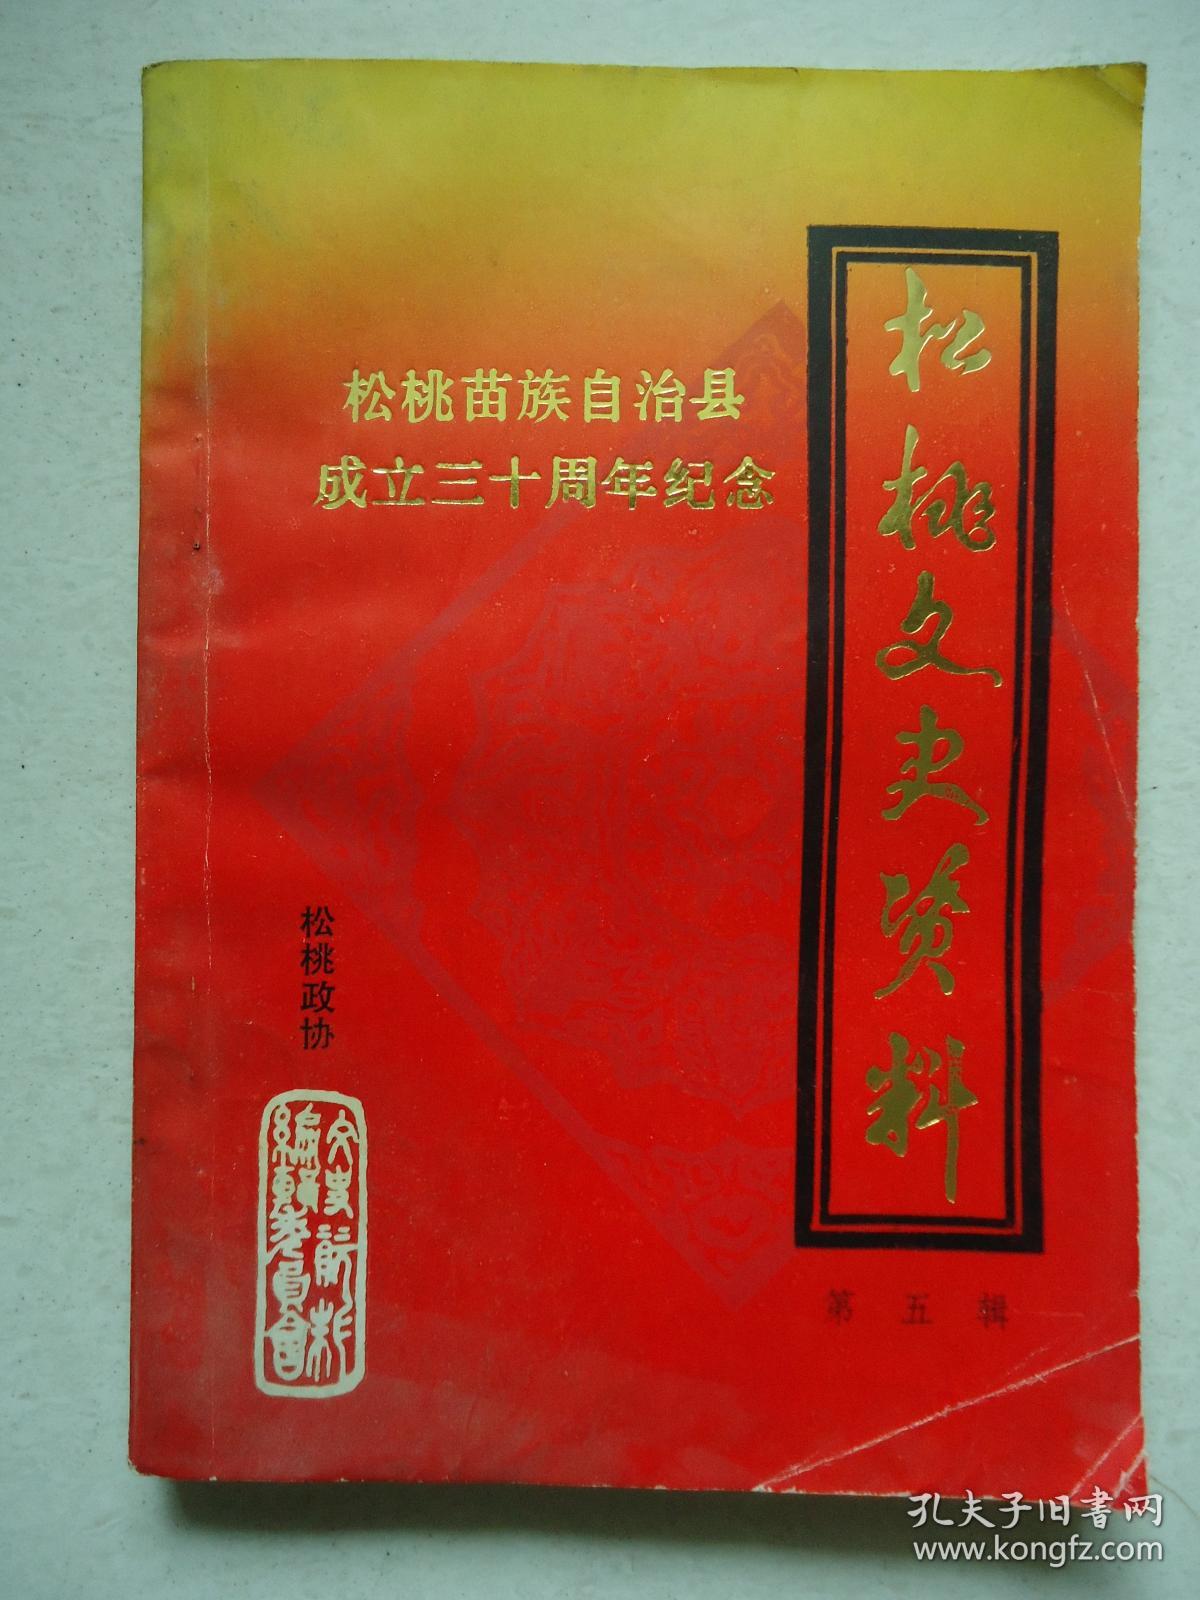 松桃文史资料
松桃苗族自治县
成立三十周年纪念
松桃政协
文史资料
编辑委员会
第五辑
孔夫子旧书网
www.kongfz.com